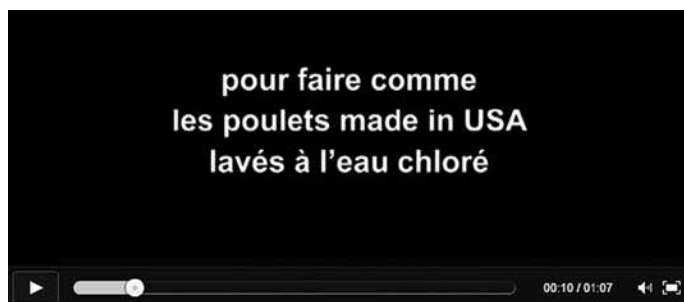 pour faire comme
les poulets made in USA
lavés à l’eau chloré
00:10 / 01:07